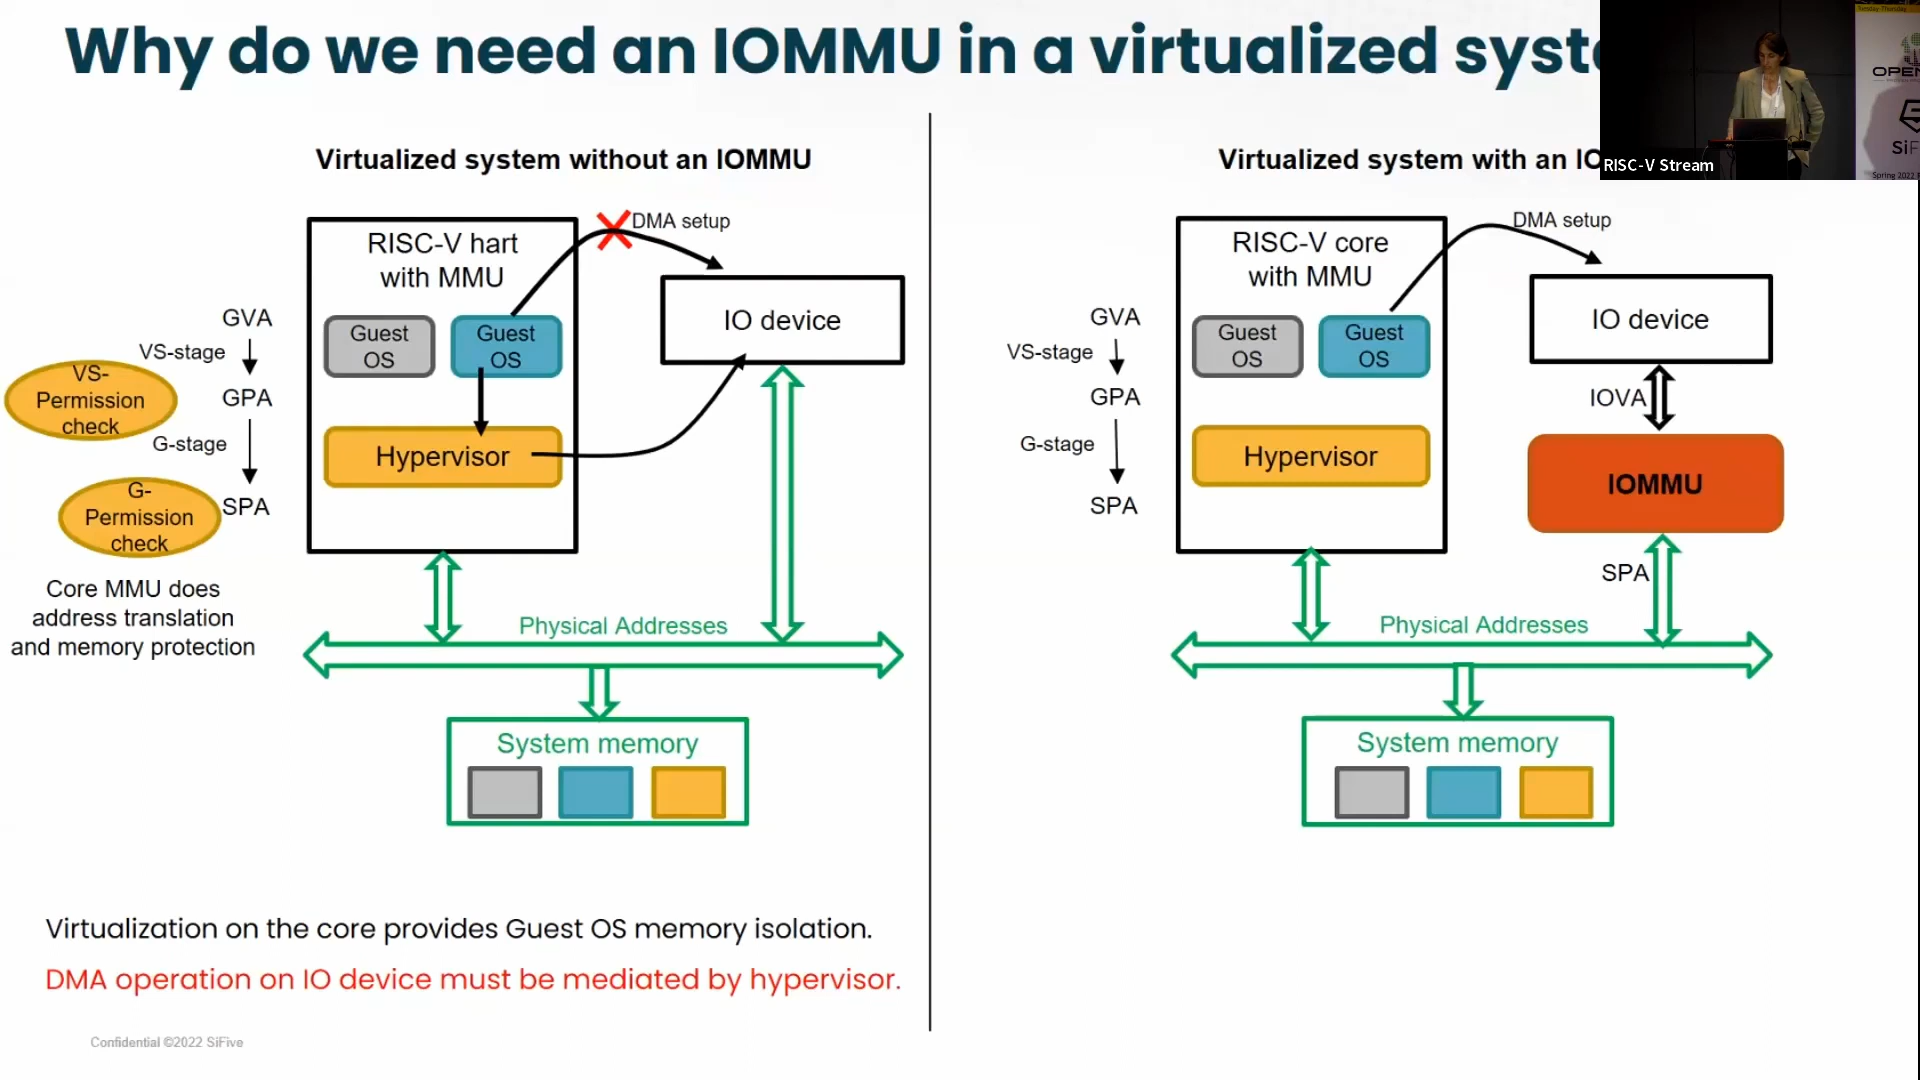 Why do we need an IOMMU in a virtualized syst
Virtualized system without an IOMMU
RISC-V hart
with MMU
DMA setup
IO device
Guest
OS
Guest
OS
Hypervisor
GVA
VS-stage
VS-
Permission
check
GPA
G-stage
G-
Permission
check
SPA
Core MMU does
address translation
and memory protection
Physical Addresses
System memory
Virtualization on the core provides Guest OS memory isolation.
DMA operation on IO device must be mediated by hypervisor.
Confidential ©2022 SiFive
Virtualized system with an IO
RISC-V core
with MMU
DMA setup
IO device
Guest
OS
Guest
OS
Hypervisor
GVA
VS-stage
GPA
G-stage
SPA
IOVA
IOMMU
SPA
Physical Addresses
System memory
RISC-V Stream
OPEN
SiF
Spring 2022